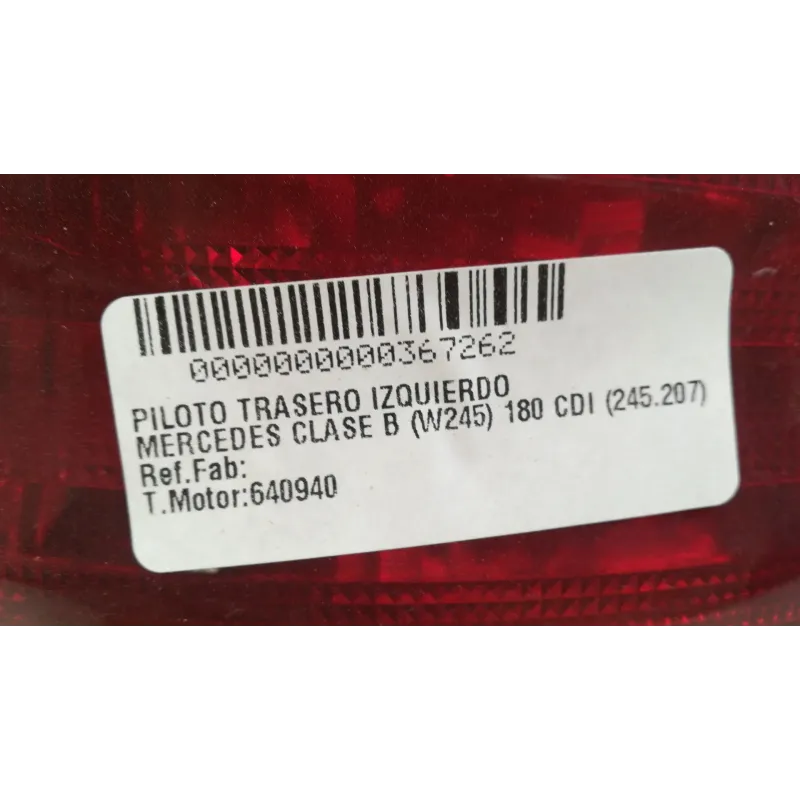 0000000000367262
PILOTO TRASERO IZQUIERDO
MERCEDES CLASE B (W245) 180 CDI (245.207)
Ref.Fab:
T.Motor:640940